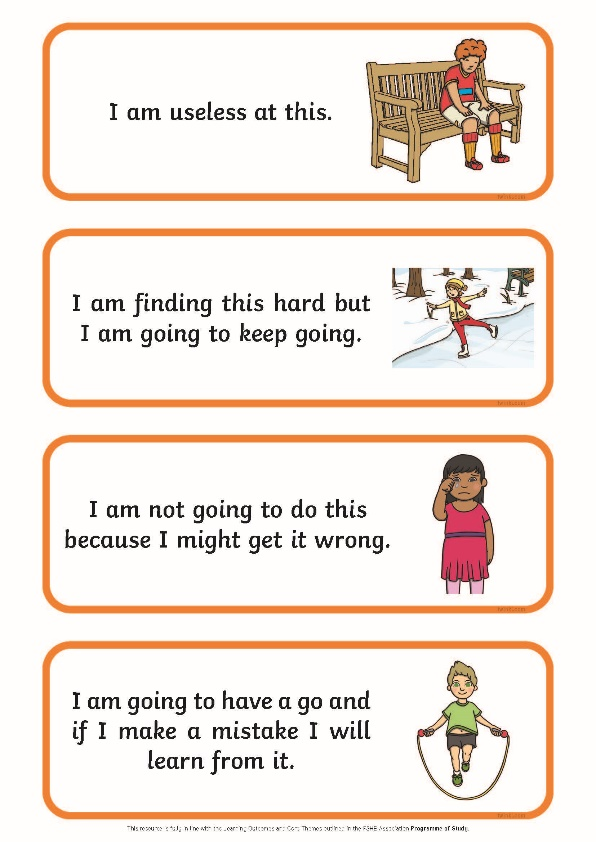 I am useless at this.
I am finding this hard but
I am going to keep going.
I am not going to do this
because I might get it wrong.
I am going to have a go and
if I make a mistake I will
learn from it.
This resource is fully in line with the Learning Outcomes and Core Themes outlined in the PSHE Association Programme of Study.